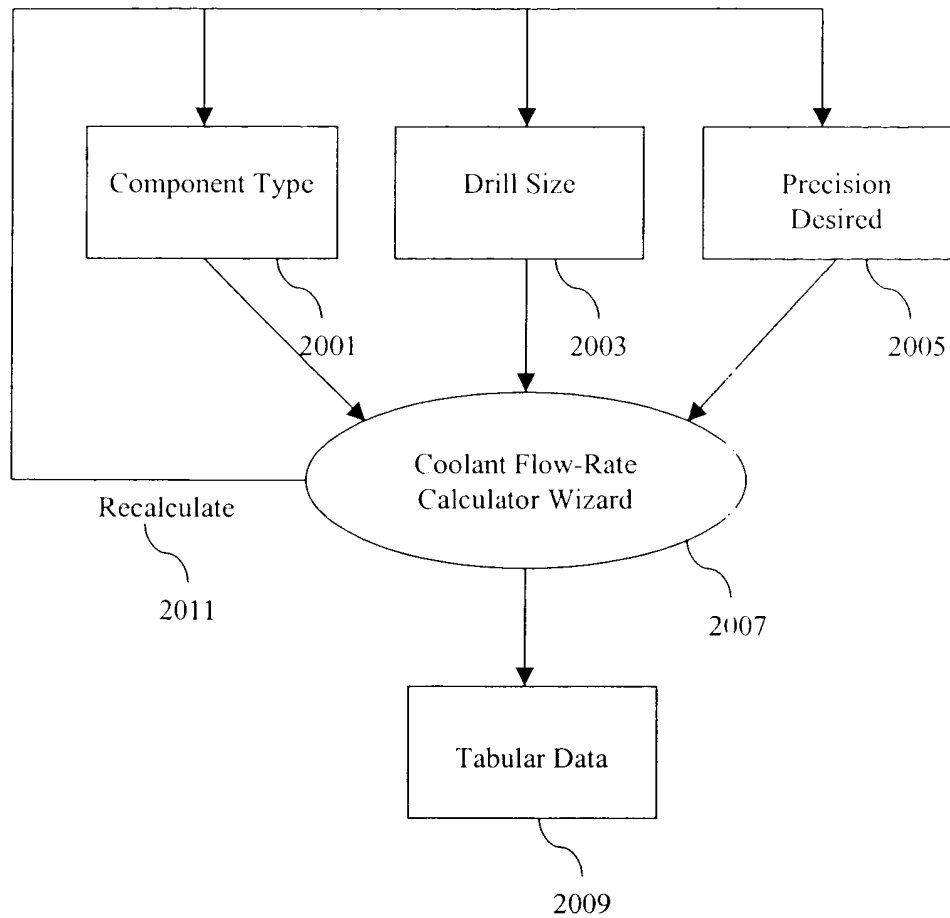 Component Type
Drill Size
Precision
Desired
2001
2003
2005
Coolant Flow-Rate
Calculator Wizard
Recalculate
2011
2007
Tabular Data
2009